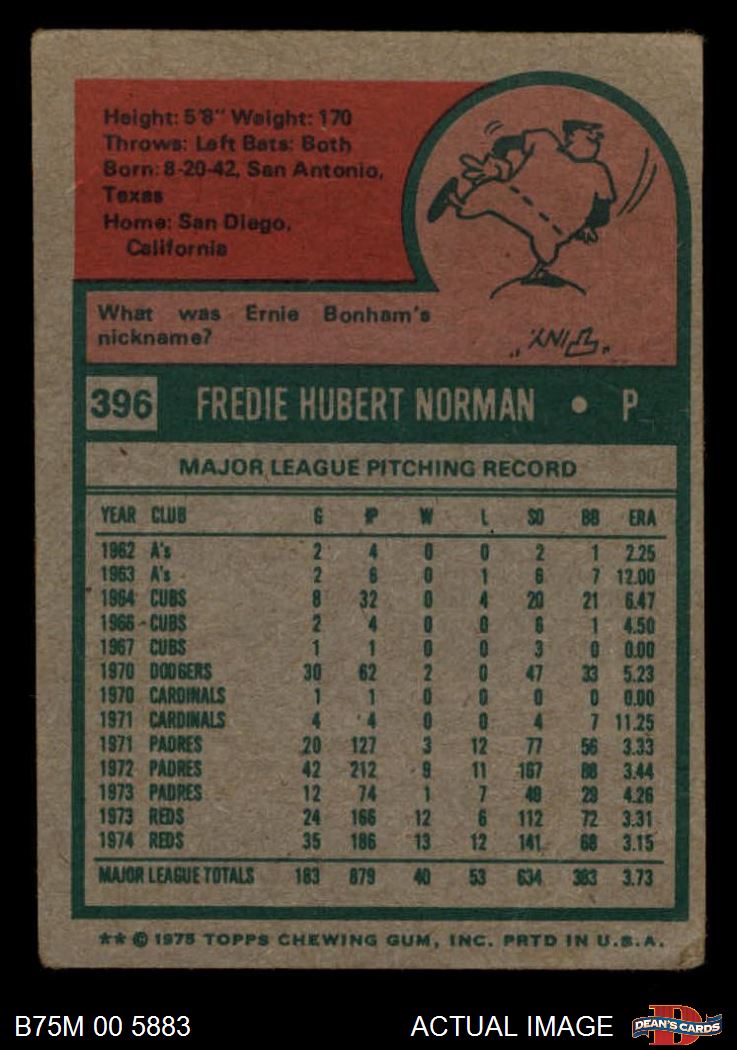 Height: 5'8" Weight: 170
Throws: Left Bats: Both
Born: 8-20-42, San Antonio,
Texas
Home: San Diego,
California
What was Ernie Bonham's
nickname?
"TINY"
396 FREDIE HUBERT NORMAN • P
MAJOR LEAGUE PITCHING RECORD
YEAR CLUB G IP W L SO BB ERA
1962 A's 2 4 0 0 2 1 2.25
1963 A's 2 6 0 1 6 7 12.00
1964 CUBS 8 32 0 4 20 21 6.47
1966 CUBS 2 4 0 0 6 1 4.50
1967 CUBS 1 1 0 0 3 0 0.00
1970 DODGERS 30 62 2 0 47 33 5.23
1970 CARDINALS 1 1 0 0 0 0 0.00
1971 CARDINALS 4 4 0 0 4 7 11.25
1971 PADRES 20 127 3 12 77 56 3.33
1972 PADRES 42 212 9 11 167 88 3.44
1973 PADRES 12 74 1 7 49 29 4.26
1973 REDS 24 166 12 6 112 72 3.31
1974 REDS 35 186 13 12 141 68 3.15
MAJOR LEAGUE TOTALS 183 879 40 53 634 383 3.73
** © 1975 TOPPS CHEWING GUM, INC. PRTD IN U.S.A.
B75M 00 5883 ACTUAL IMAGE
D
DEAN'S CARDS